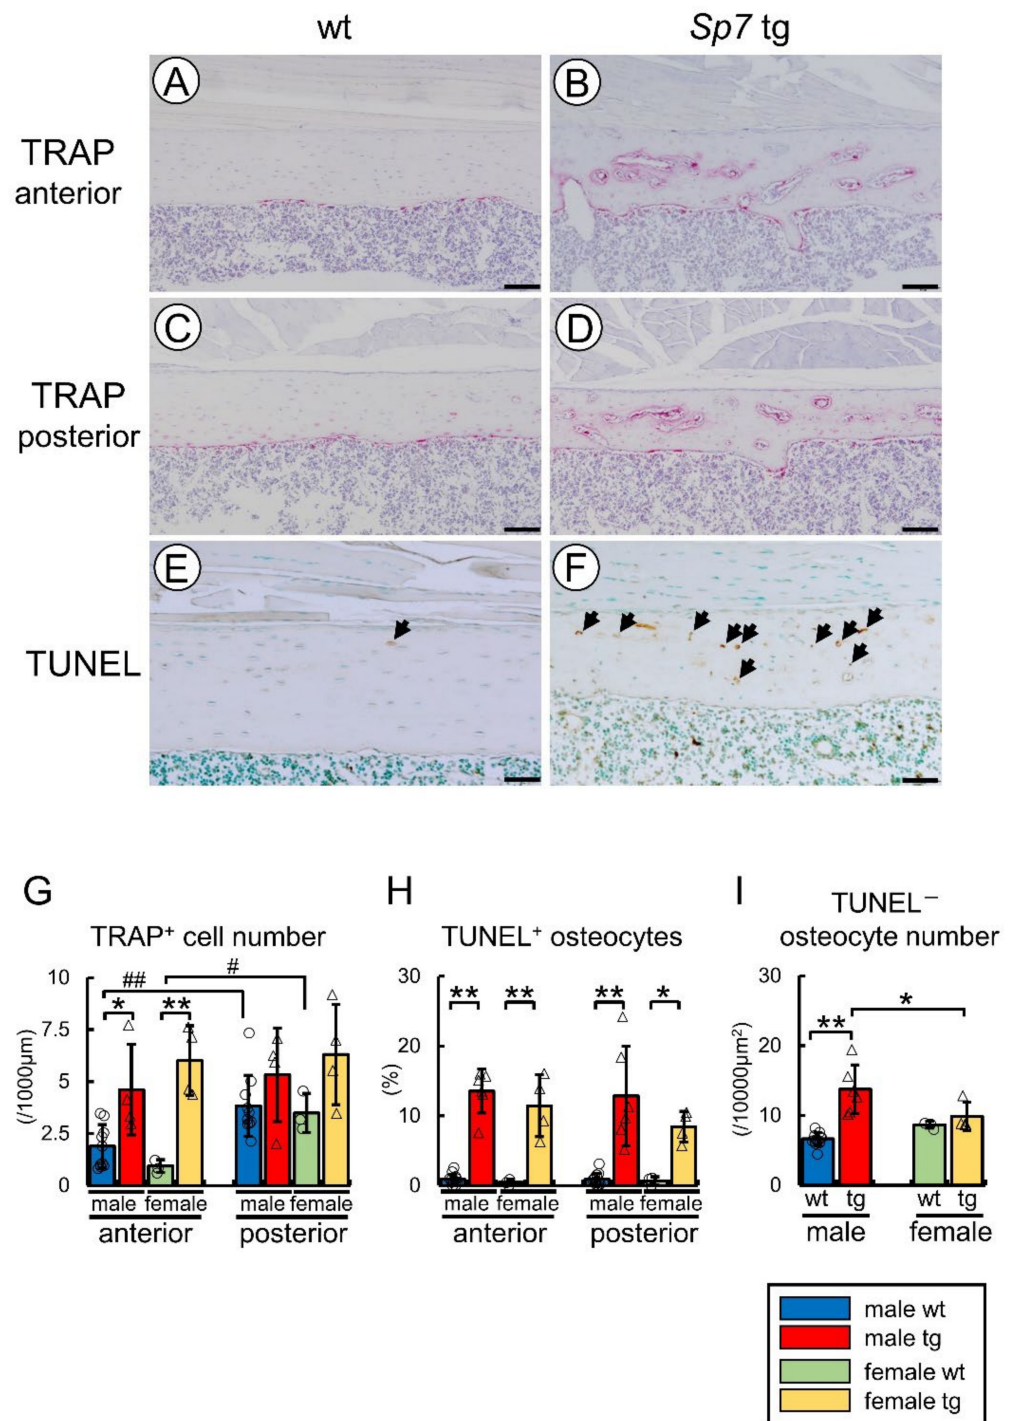 wt
Sp7 tg
A
B
TRAP
anterior
C
D
TRAP
posterior
E
F
TUNEL
G
TRAP⁺ cell number
10
7.5
5
2.5
0
(/1000μm)
##
#
*
**
male female
male female
anterior
posterior
H
TUNEL⁺ osteocytes
30
20
10
0
(%)
**
**
**
*
male female
male female
anterior
posterior
I
TUNEL⁻
osteocyte number
30
20
10
0
(/1000μm²)
**
*
wt tg
wt tg
male
female
male wt
male tg
female wt
female tg